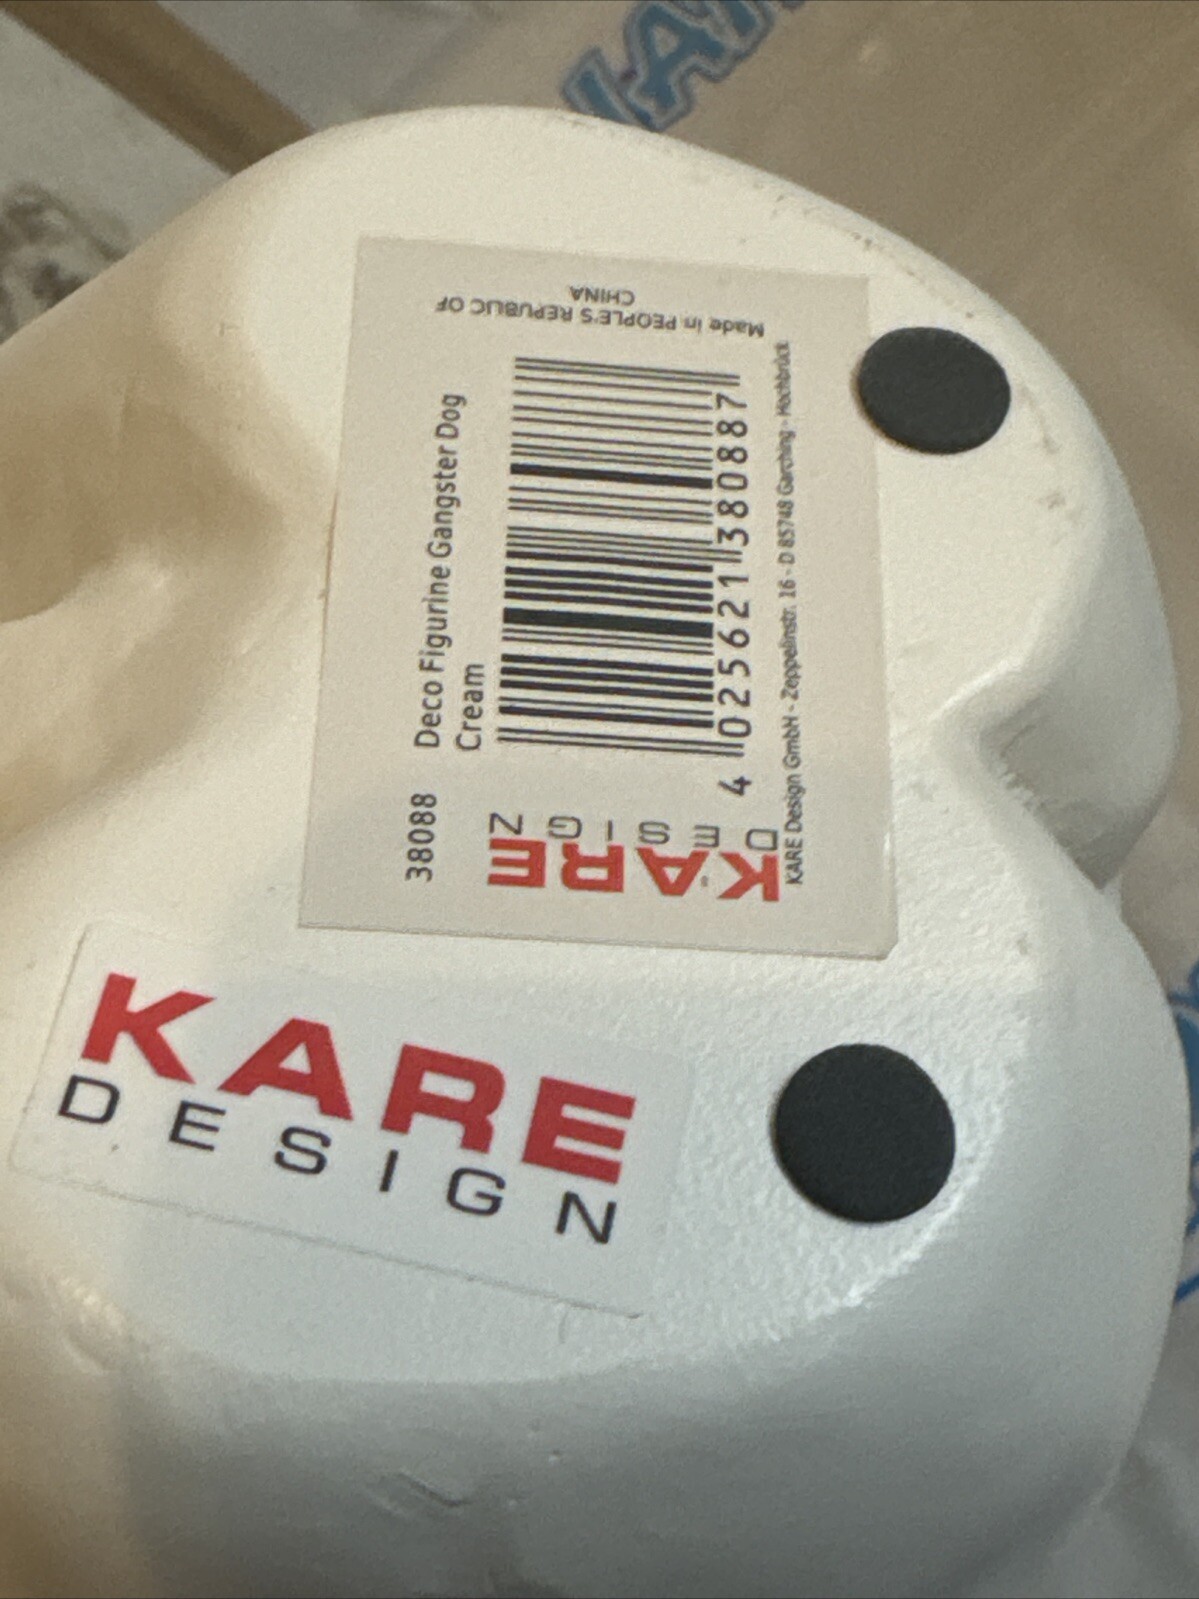 38088 Deco Figurine Gangster Dog
Cream
KARE
DESIGN
4 025621 380887
KARE Design GmbH - Zeppelinstr. 16 - D 85748 Garching - Hochbrück
Made in PEOPLE'S REPUBLIC OF
CHINA
KARE
DESIGN